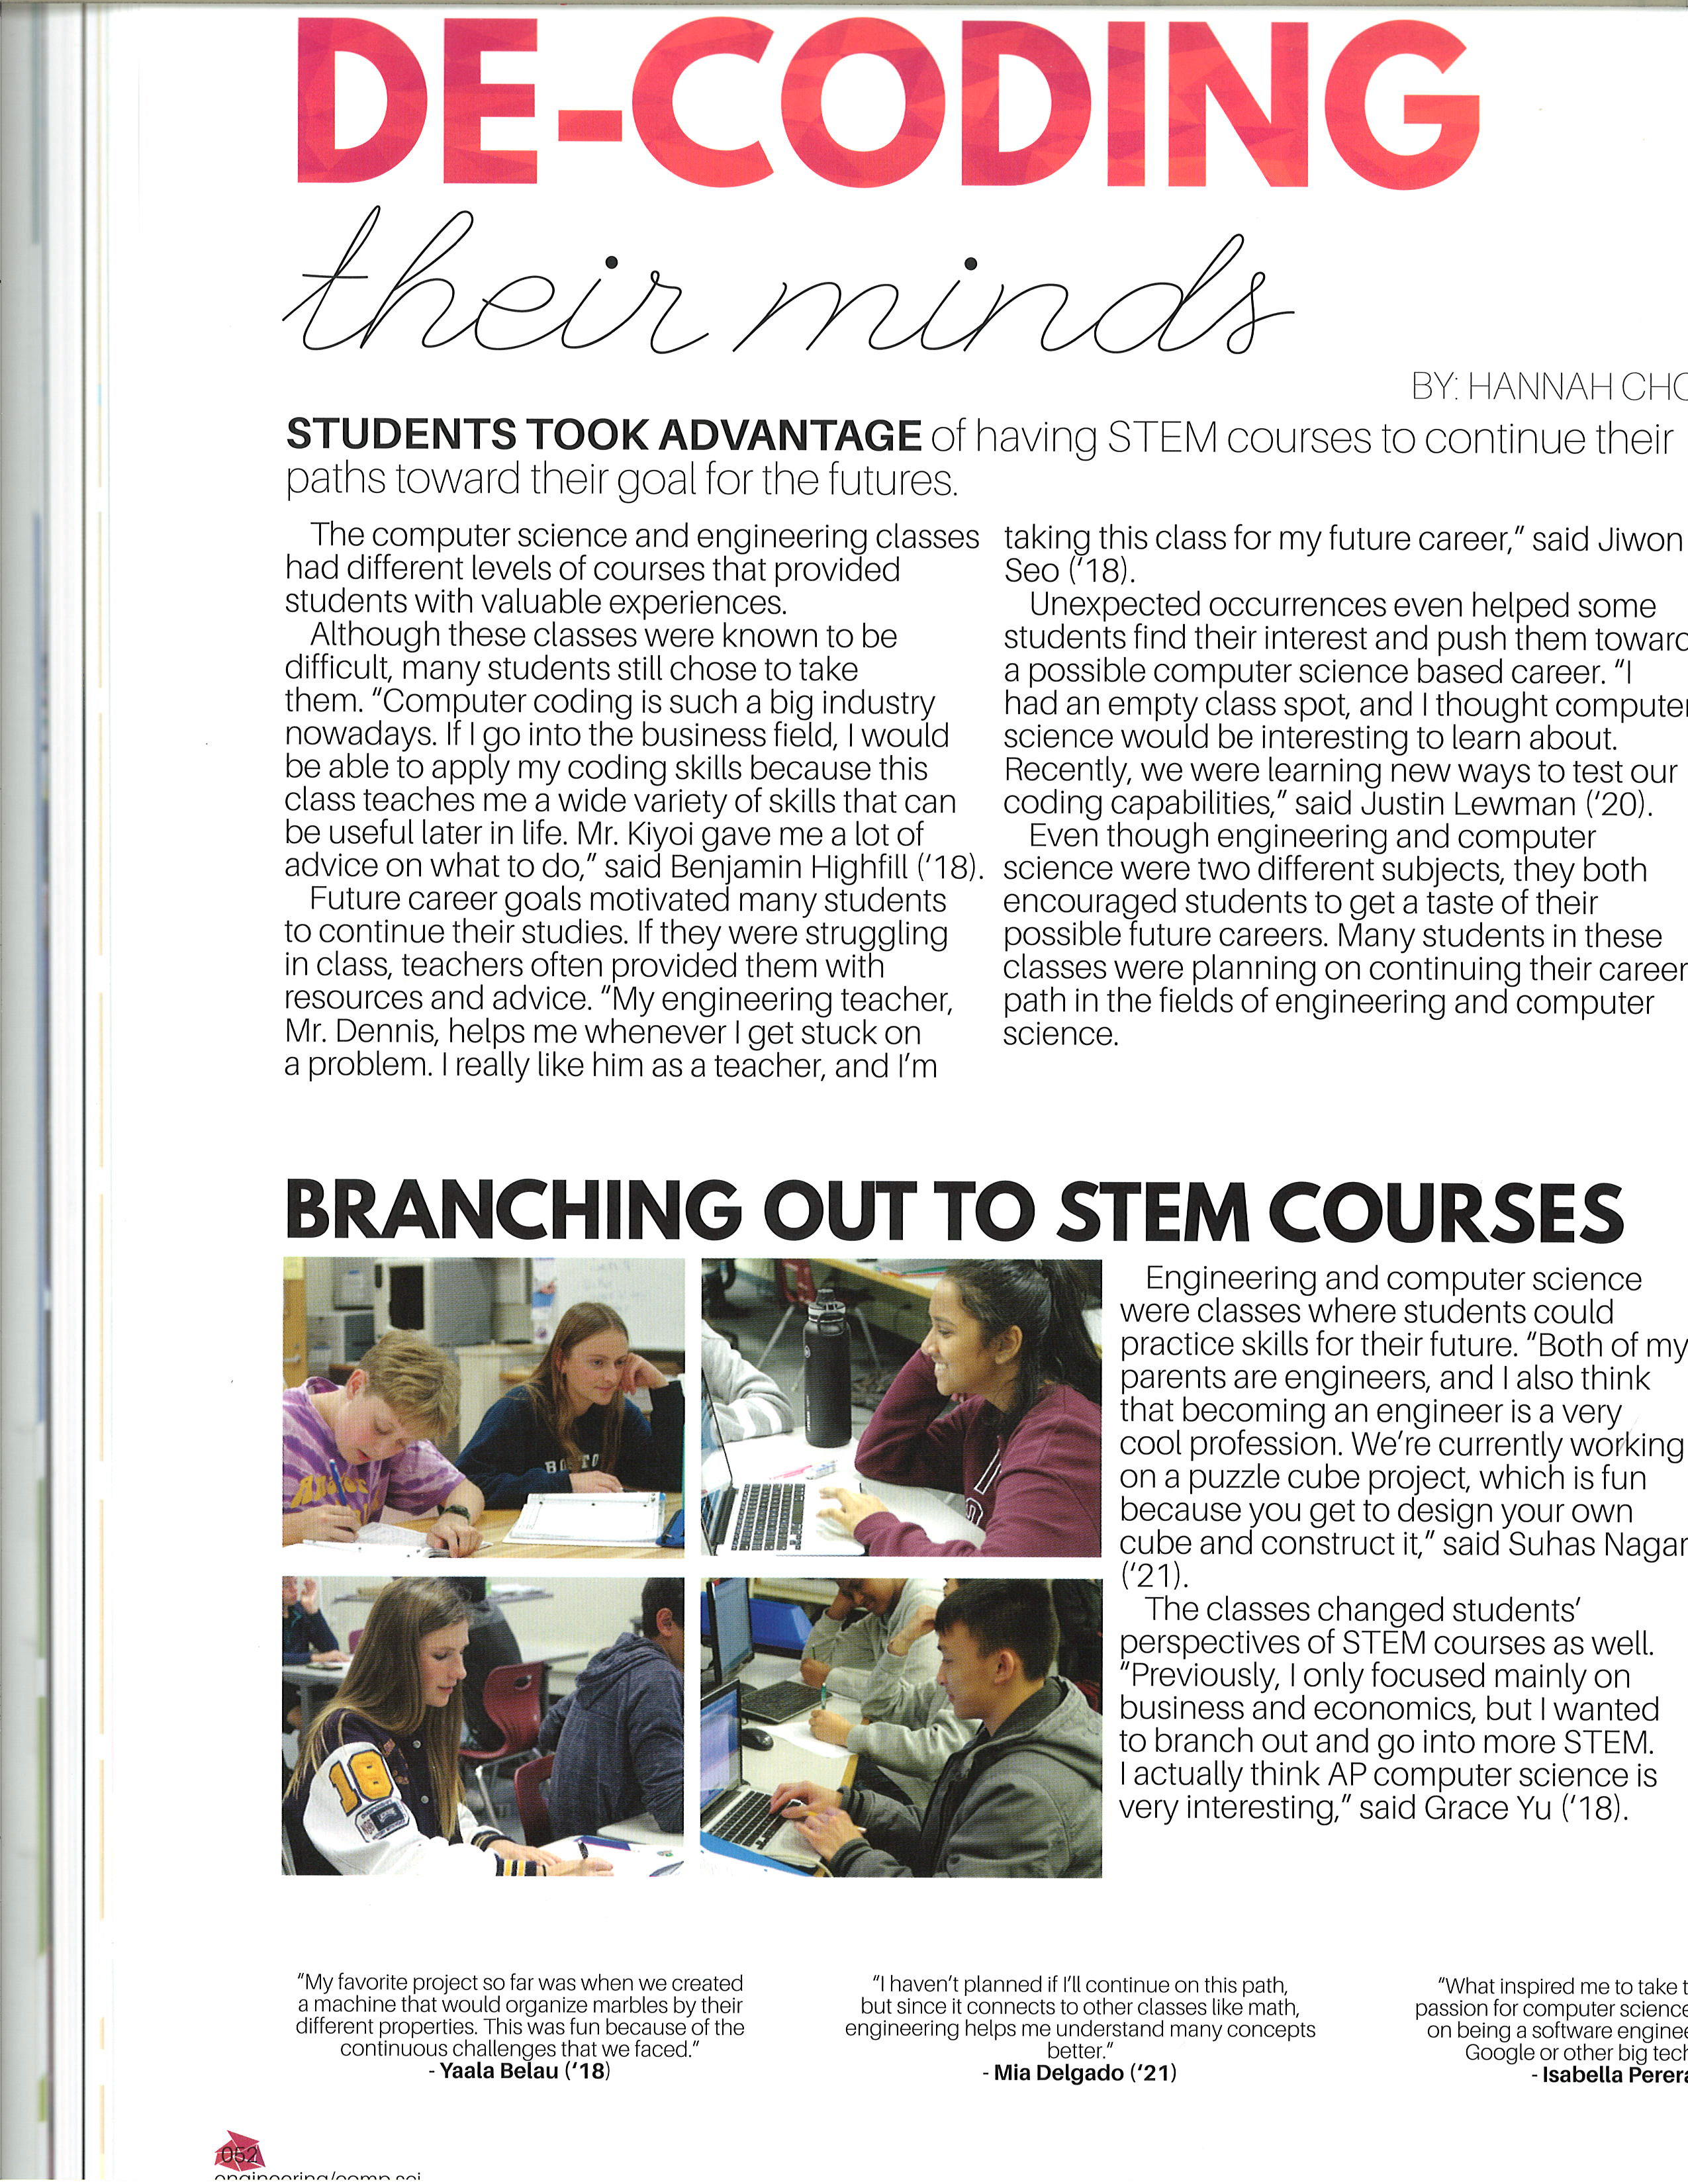 DE-CODING
their minds
BY: HANNAH CHO
STUDENTS TOOK ADVANTAGE of having STEM courses to continue their
paths toward their goal for the futures.
The computer science and engineering classes
had different levels of courses that provided
students with valuable experiences.
Although these classes were known to be
difficult, many students still chose to take
them. “Computer coding is such a big industry
nowadays. If I go into the business field, I would
be able to apply my coding skills because this
class teaches me a wide variety of skills that can
be useful later in life. Mr. Kiyoi gave me a lot of
advice on what to do,” said Benjamin Highfill (‘18).
Future career goals motivated many students
to continue their studies. If they were struggling
in class, teachers often provided them with
resources and advice. “My engineering teacher,
Mr. Dennis, helps me whenever I get stuck on
a problem. I really like him as a teacher, and I’m
taking this class for my future career,” said Jiwon
Seo (‘18).
Unexpected occurrences even helped some
students find their interest and push them toward
a possible computer science based career. “I
had an empty class spot, and I thought computer
science would be interesting to learn about.
Recently, we were learning new ways to test our
coding capabilities,” said Justin Lewman (‘20).
Even though engineering and computer
science were two different subjects, they both
encouraged students to get a taste of their
possible future careers. Many students in these
classes were planning on continuing their career
path in the fields of engineering and computer
science.
BRANCHING OUT TO STEM COURSES
Engineering and computer science
were classes where students could
practice skills for their future. “Both of my
parents are engineers, and I also think
that becoming an engineer is a very
cool profession. We’re currently working
on a puzzle cube project, which is fun
because you get to design your own
cube and construct it,” said Suhas Nagar
(‘21).
The classes changed students’
perspectives of STEM courses as well.
“Previously, I only focused mainly on
business and economics, but I wanted
to branch out and go into more STEM.
I actually think AP computer science is
very interesting,” said Grace Yu (‘18).
18
“My favorite project so far was when we created
a machine that would organize marbles by their
different properties. This was fun because of the
continuous challenges that we faced.”
- Yaala Belau (‘18)
“I haven’t planned if I’ll continue on this path,
but since it connects to other classes like math,
engineering helps me understand many concepts
better.”
- Mia Delgado (‘21)
“What inspired me to take t
passion for computer science
on being a software enginee
Google or other big tech
- Isabella Perera
052
engineering/comp sci